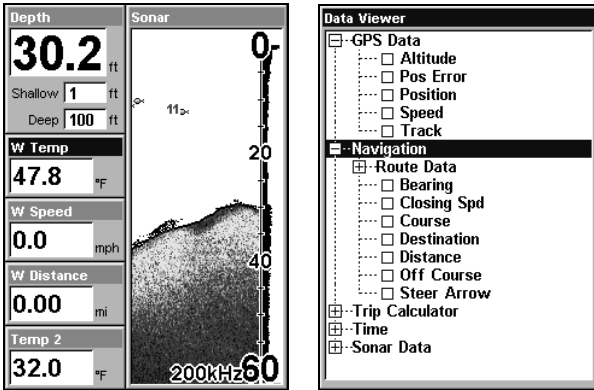 Depth
30.2 ft
Shallow 1 ft
Deep 100 ft
W Temp
47.8 °F
W Speed
0.0 mph
W Distance
0.00 mi
Temp 2
32.0 °F
Sonar
0
11
20
40
200kHz 60
Data Viewer
GPS Data
Altitude
Pos Error
Position
Speed
Track
Navigation
Route Data
Bearing
Closing Spd
Course
Destination
Distance
Off Course
Steer Arrow
Trip Calculator
Time
Sonar Data